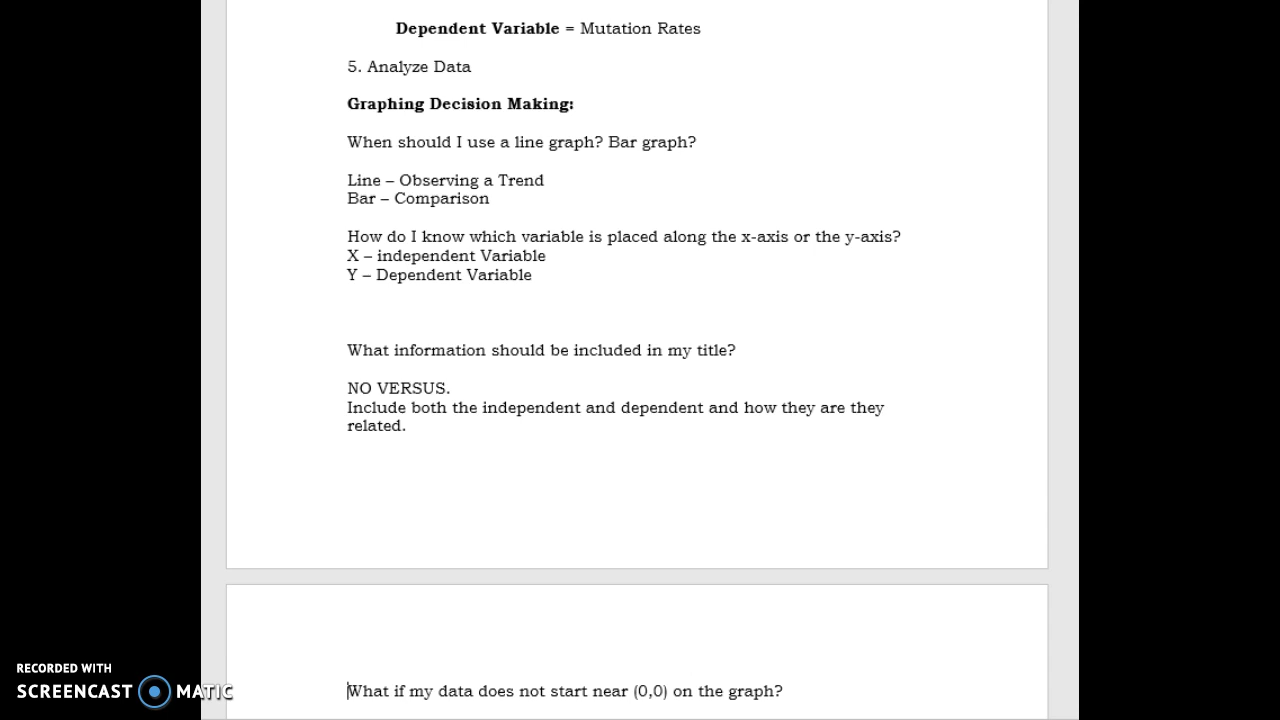 Dependent Variable = Mutation Rates
5. Analyze Data
Graphing Decision Making:
When should I use a line graph? Bar graph?
Line – Observing a Trend
Bar – Comparison
How do I know which variable is placed along the x-axis or the y-axis?
X – independent Variable
Y – Dependent Variable
What information should be included in my title?
NO VERSUS.
Include both the independent and dependent and how they are they
related.
What if my data does not start near (0,0) on the graph?
RECORDED WITH
SCREENCAST MATIC